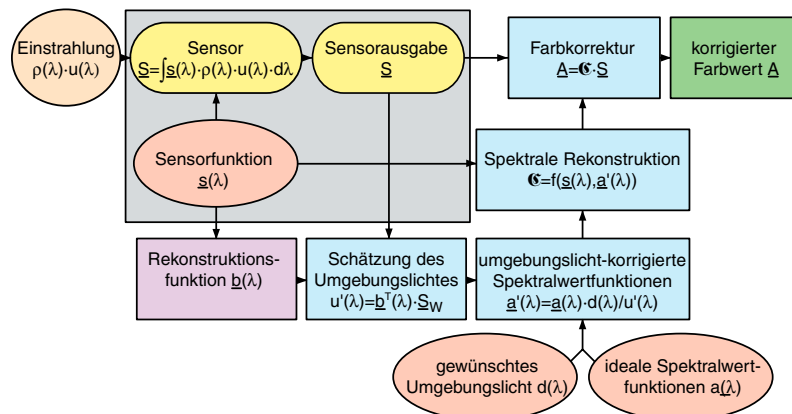 Einstrahlung
ρ(λ)·u(λ)
Sensor
S=∫s(λ)·ρ(λ)·u(λ)·dλ
Sensorausgabe
S
Farbkorrektur
A=𝕮·S
korrigierter
Farbwert A
Sensorfunktion
s(λ)
Spektrale Rekonstruktion
𝕮=f(s(λ),a'(λ))
Rekonstruktions-
funktion b(λ)
Schätzung des
Umgebungslichtes
u'(λ)=bᵀ(λ)·S_W
umgebungslicht-korrigierte
Spektralwertfunktionen
a'(λ)=a(λ)·d(λ)/u'(λ)
gewünschtes
Umgebungslicht d(λ)
ideale Spektralwert-
funktionen a(λ)